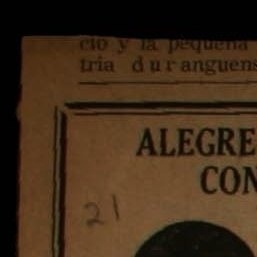 cio y la pequeña
tria duranguens
ALEGRE
CON
21